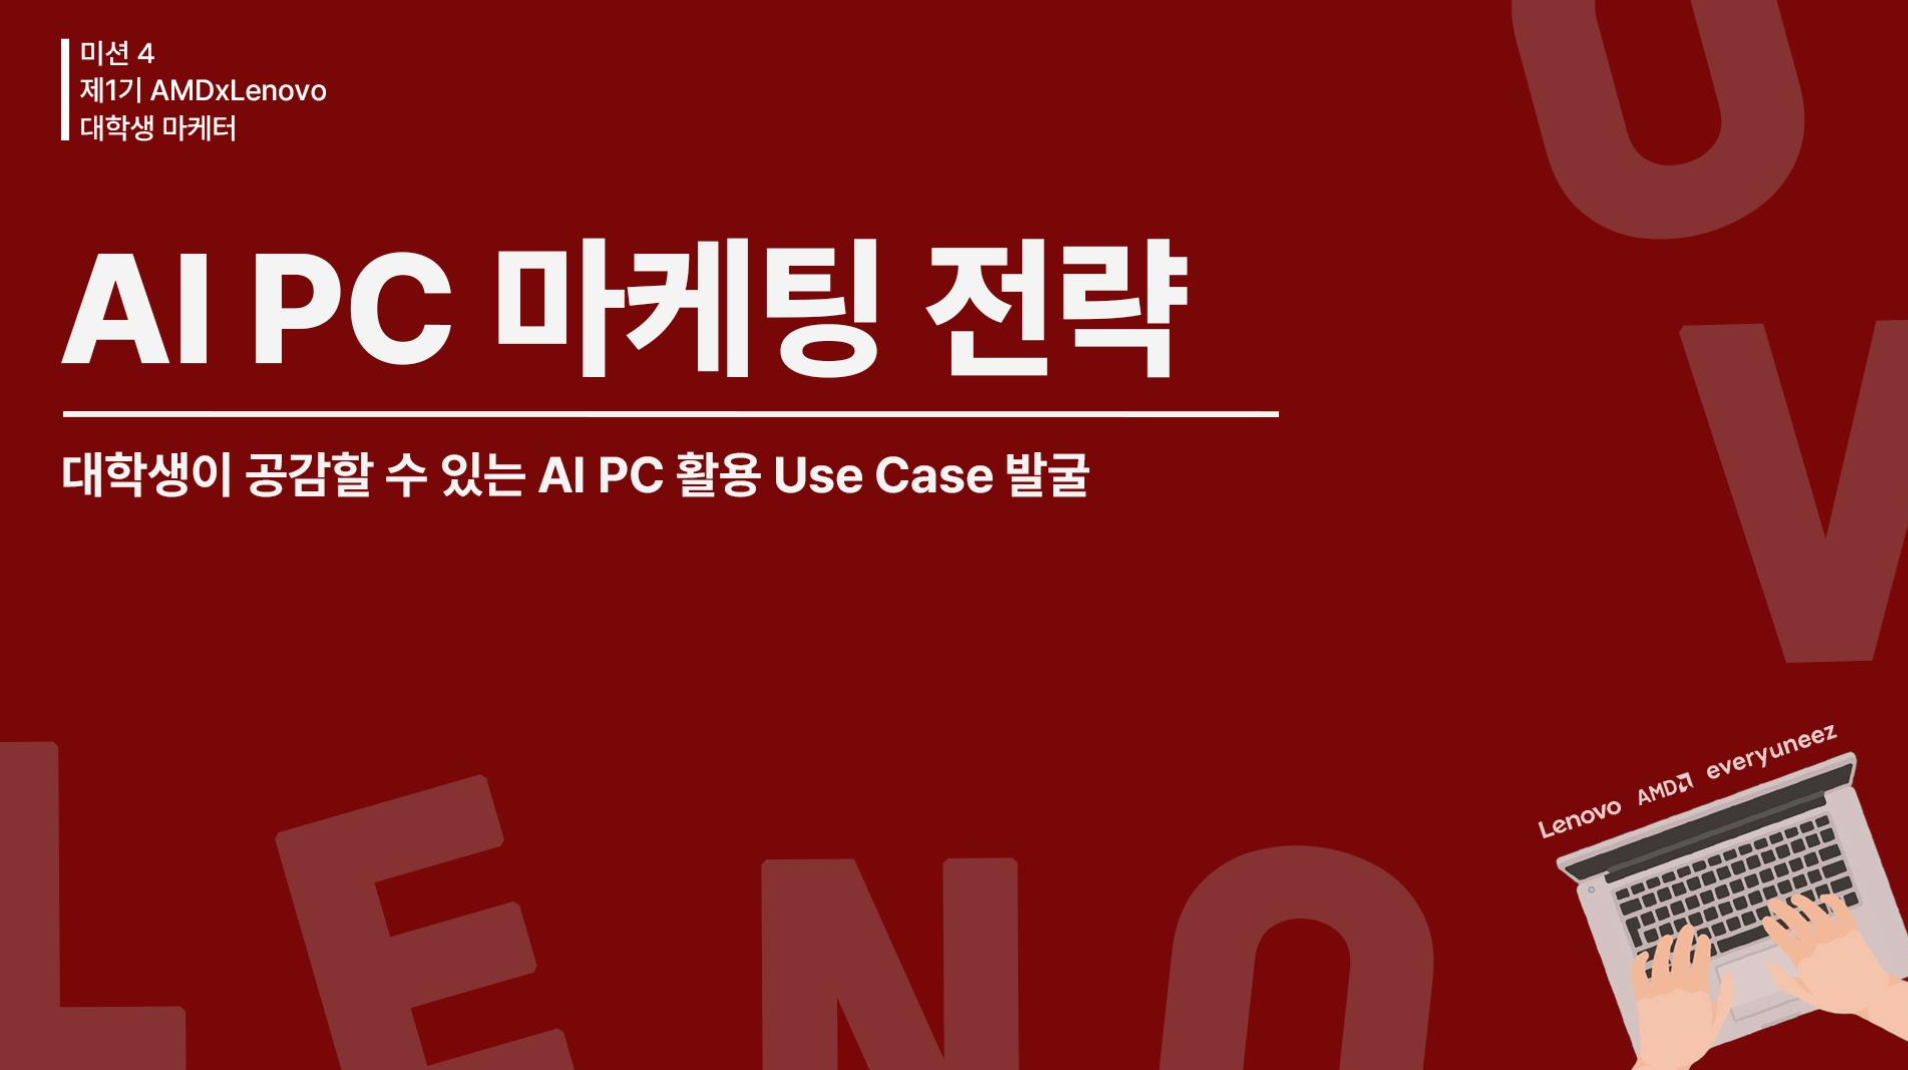 미션 4
제1기 AMDxLenovo
대학생 마케터
AI PC 마케팅 전략
대학생이 공감할 수 있는 AI PC 활용 Use Case 발굴
Lenovo AMD everyuneez
L E N O V O